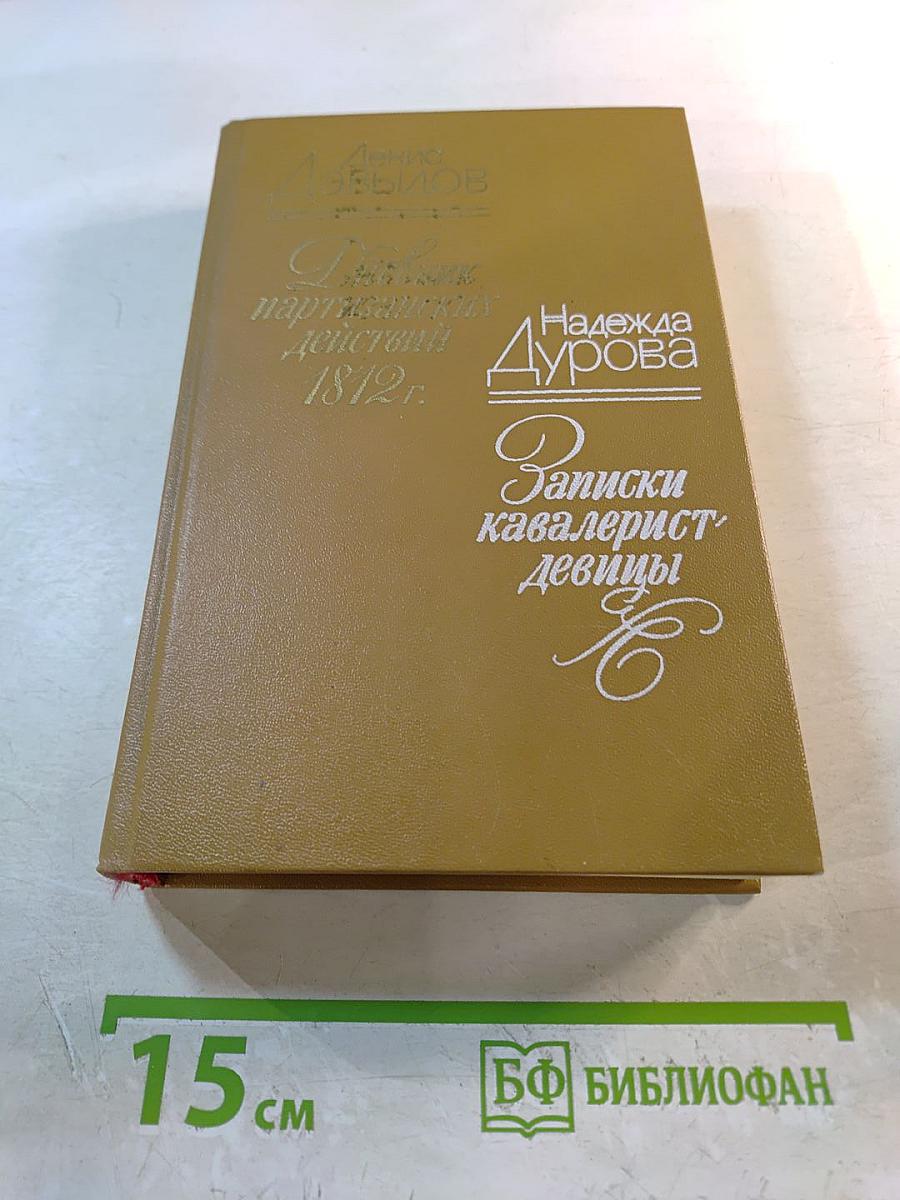 Денис
Давыдов
Дневник
партизанских
действий
1812 г.
Надежда
Дурова
Записки
кавалерист-
девицы
15 см
БФ БИБЛИОФАН